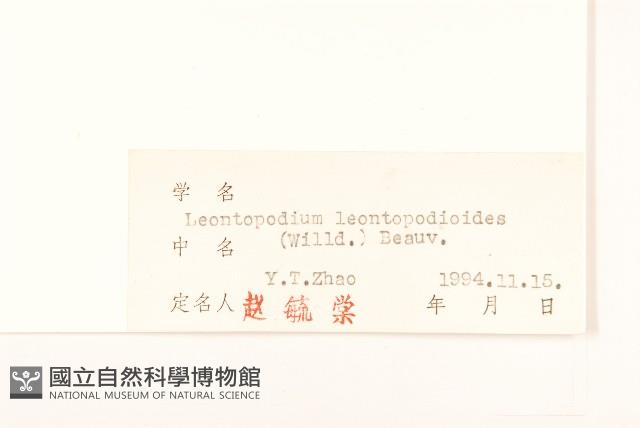 学 名
Leontopodium leontopodioides
(Willd.) Beauv.
中 名
Y.T.Zhao 1994.11.15.
定名人 赵毓棠 年 月 日
國立自然科學博物館
NATIONAL MUSEUM OF NATURAL SCIENCE